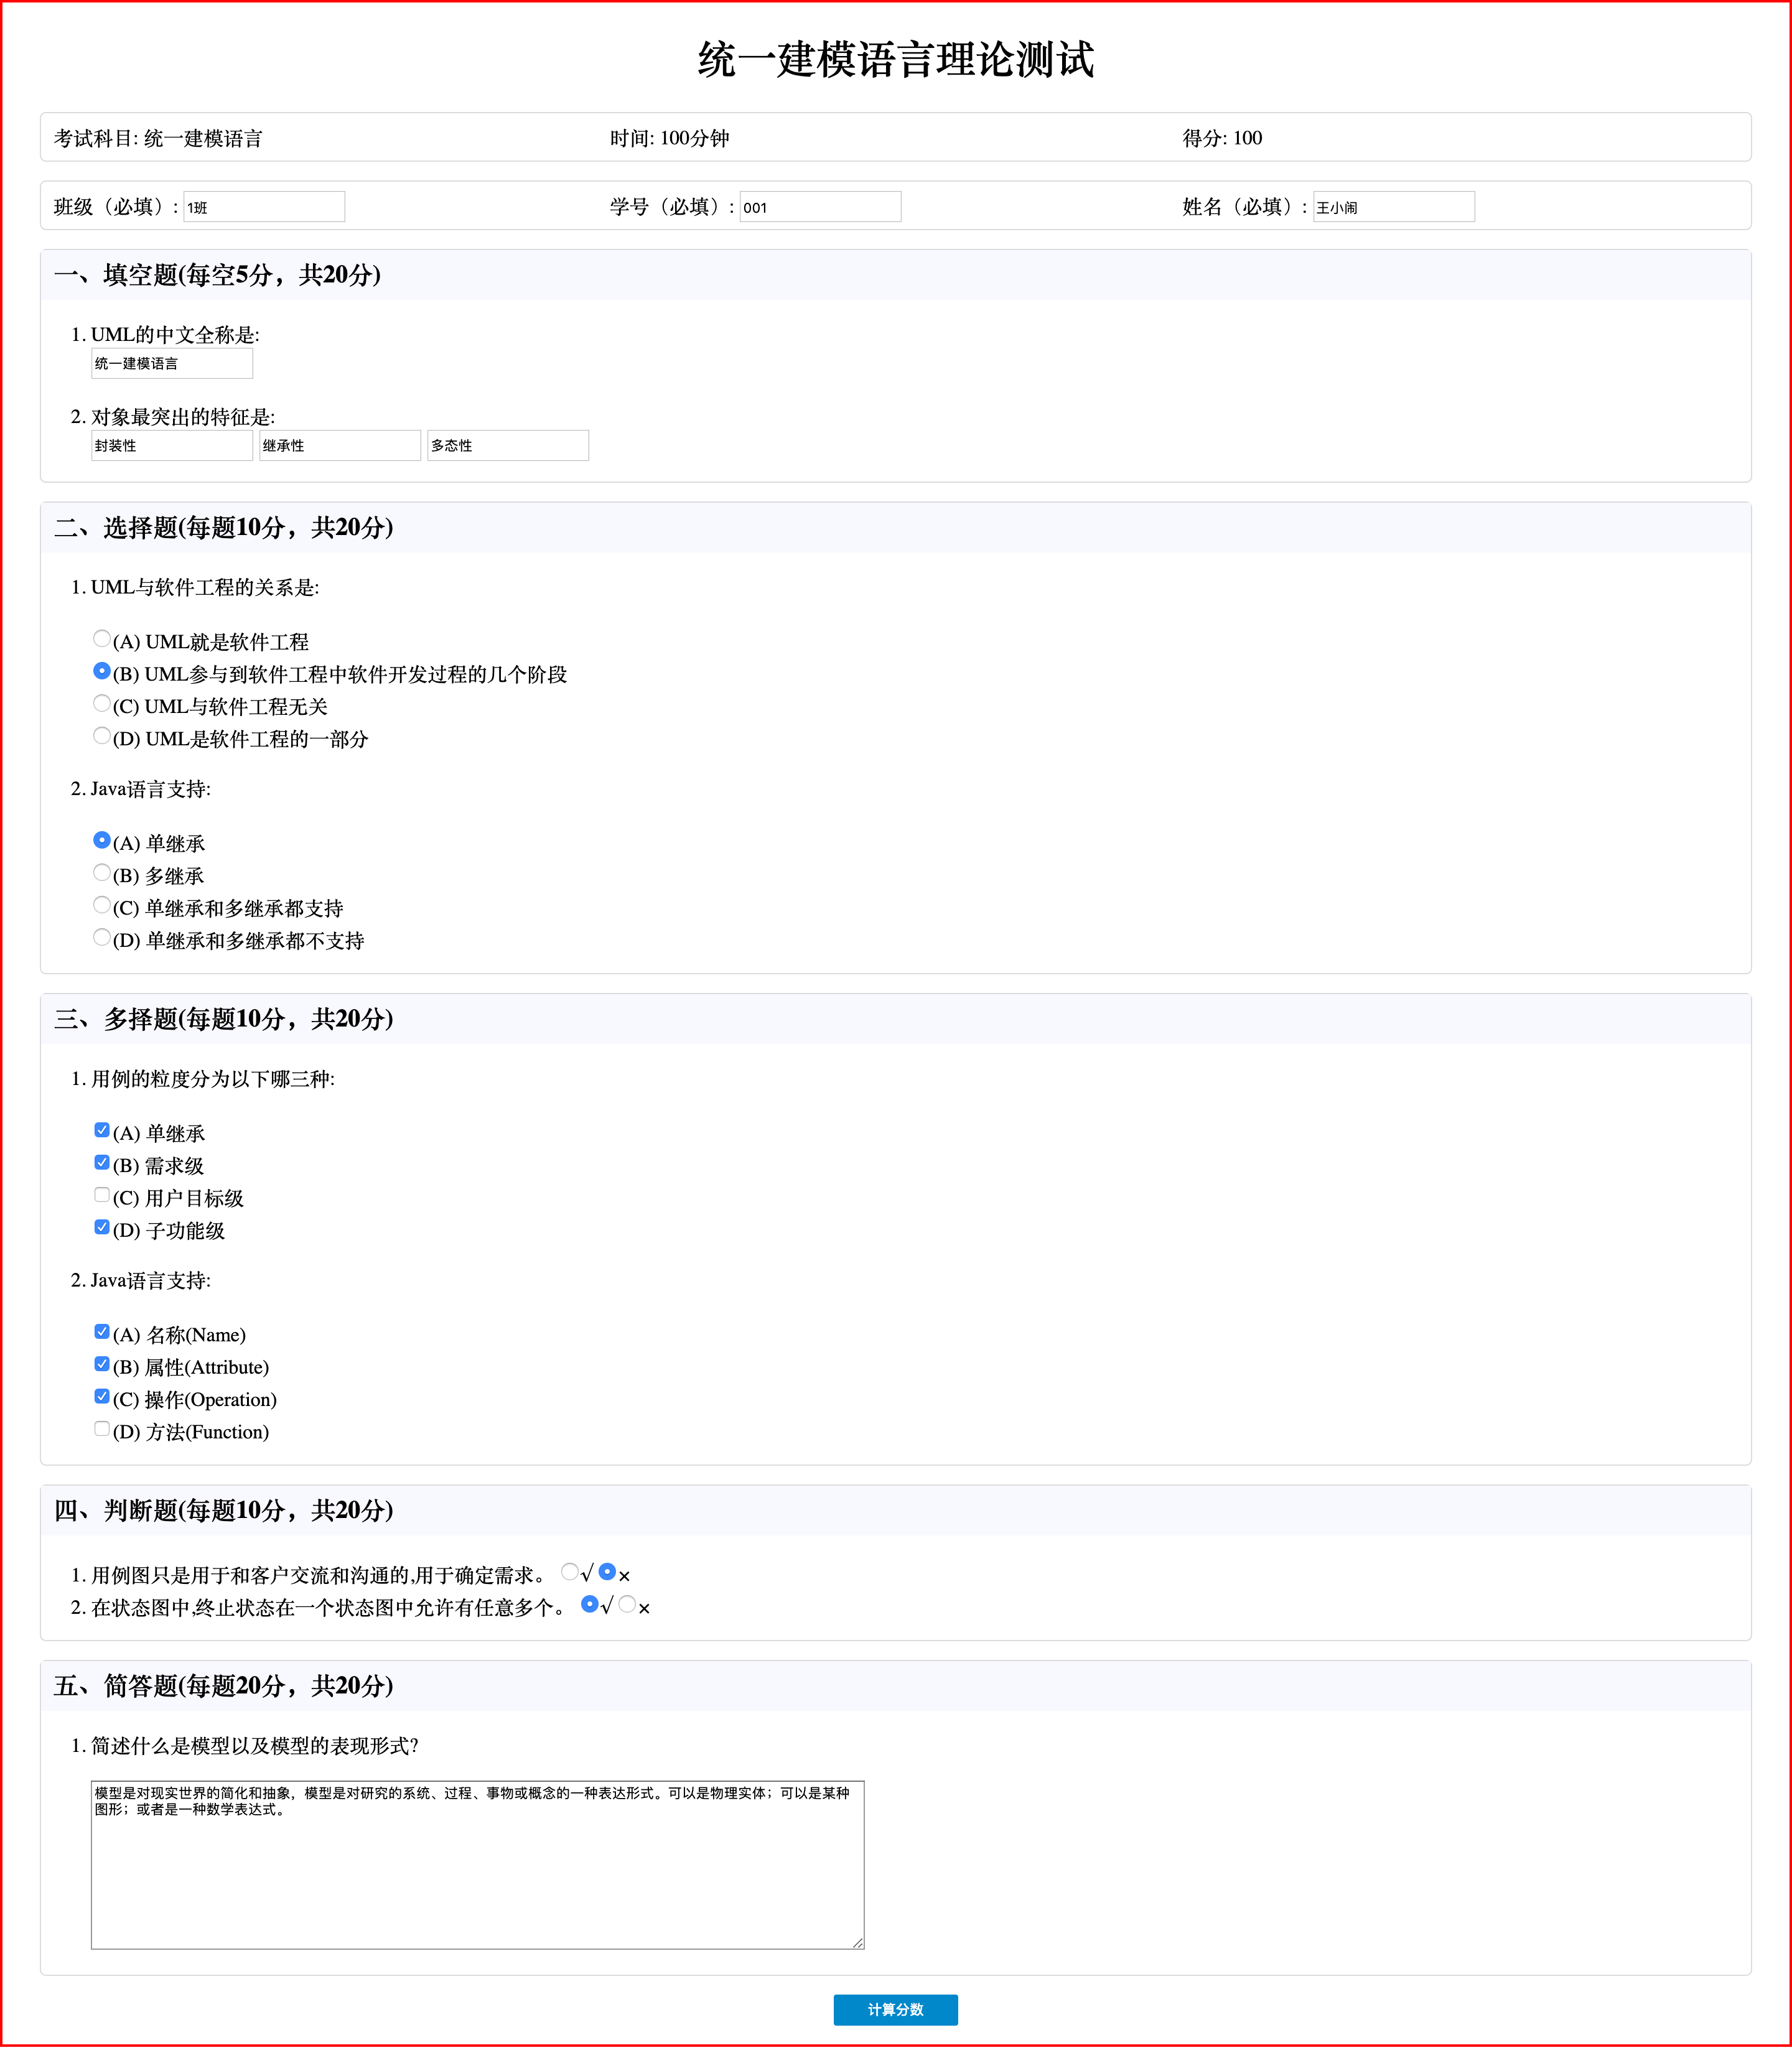 统一建模语言理论测试
考试科目: 统一建模语言 时间: 100分钟 得分: 100
班级（必填）: 1班 学号（必填）: 001 姓名（必填）: 王小闹
一、填空题(每空5分，共20分)
1. UML的中文全称是:
统一建模语言
2. 对象最突出的特征是:
封装性 继承性 多态性
二、选择题(每题10分，共20分)
1. UML与软件工程的关系是:
(A) UML就是软件工程
(B) UML参与到软件工程中软件开发过程的几个阶段
(C) UML与软件工程无关
(D) UML是软件工程的一部分
2. Java语言支持:
(A) 单继承
(B) 多继承
(C) 单继承和多继承都支持
(D) 单继承和多继承都不支持
三、多择题(每题10分，共20分)
1. 用例的粒度分为以下哪三种:
(A) 单继承
(B) 需求级
(C) 用户目标级
(D) 子功能级
2. Java语言支持:
(A) 名称(Name)
(B) 属性(Attribute)
(C) 操作(Operation)
(D) 方法(Function)
四、判断题(每题10分，共20分)
1. 用例图只是用于和客户交流和沟通的,用于确定需求。 √ ×
2. 在状态图中,终止状态在一个状态图中允许有任意多个。 √ ×
五、简答题(每题20分，共20分)
1. 简述什么是模型以及模型的表现形式?
模型是对现实世界的简化和抽象，模型是对研究的系统、过程、事物或概念的一种表达形式。可以是物理实体；可以是某种
图形；或者是一种数学表达式。
计算分数